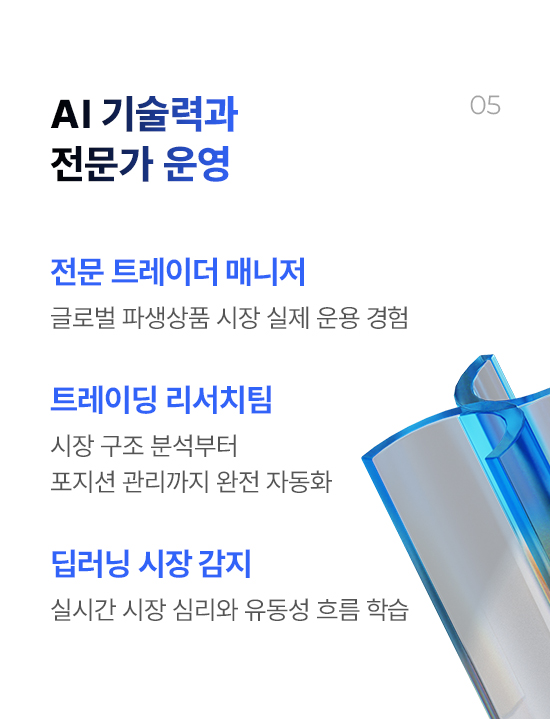 AI 기술력과
전문가 운영
05
전문 트레이더 매니저
글로벌 파생상품 시장 실제 운용 경험
트레이딩 리서치팀
시장 구조 분석부터
포지션 관리까지 완전 자동화
딥러닝 시장 감지
실시간 시장 심리와 유동성 흐름 학습